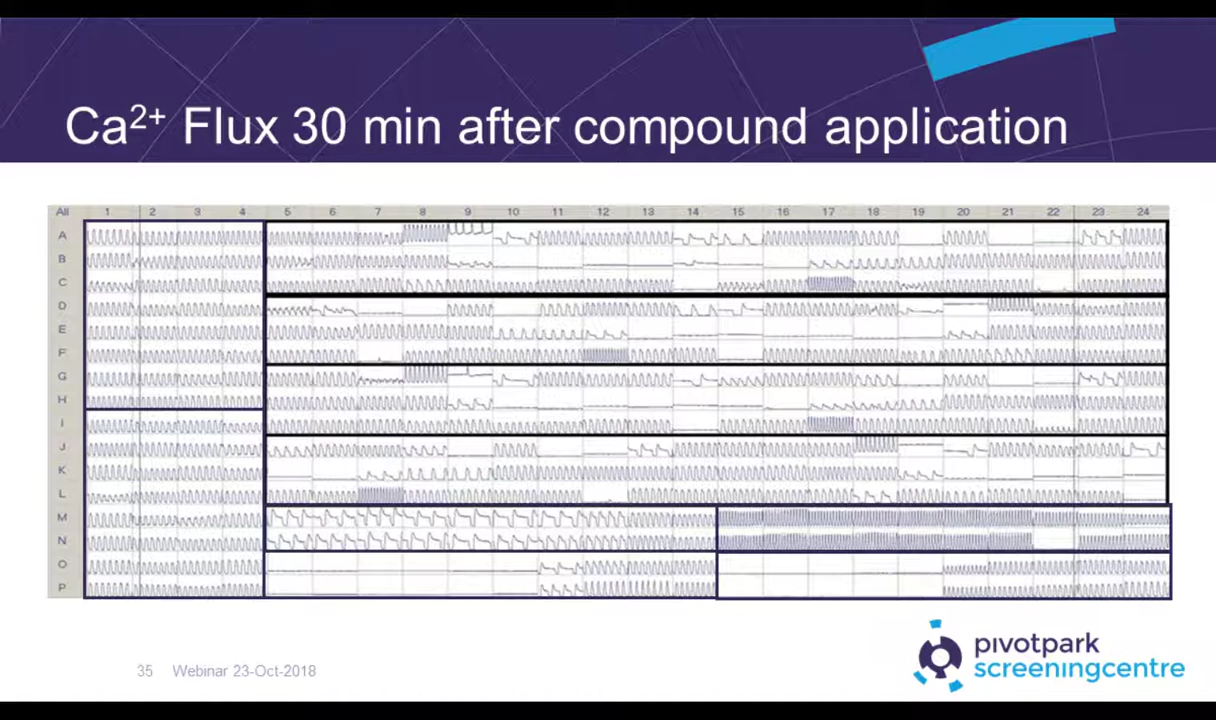 Ca²⁺ Flux 30 min after compound application
All 1 2 3 4 5 6 7 8 9 10 11 12 13 14 15 16 17 18 19 20 21 22 23 24
A
B
C
D
E
F
G
H
I
J
K
L
M
N
O
P
35 Webinar 23-Oct-2018
pivotpark
screeningcentre